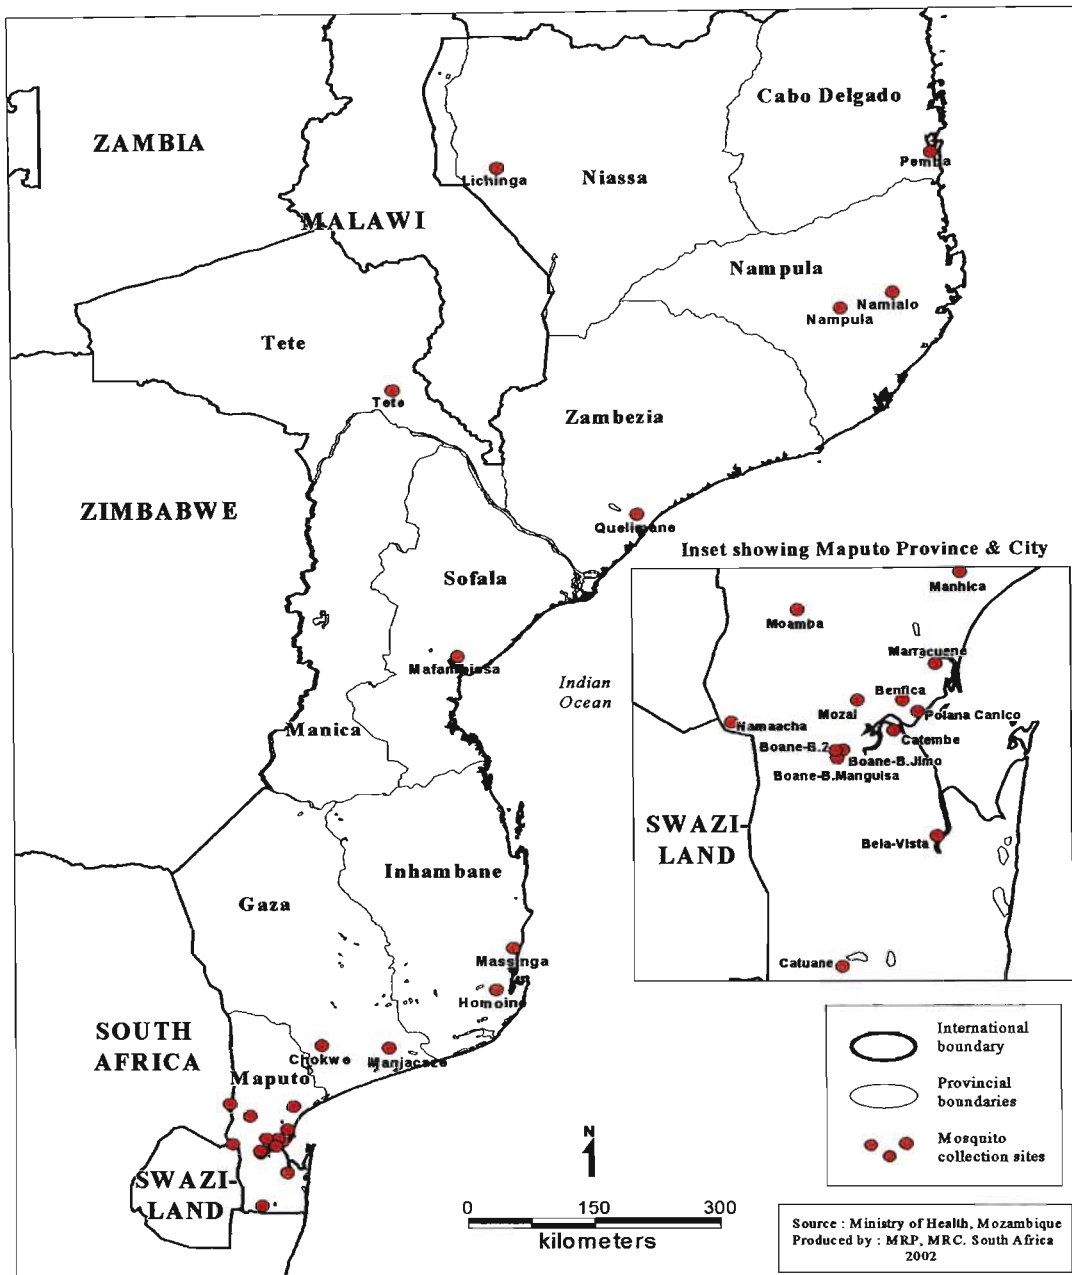 Cabo Delgado
ZAMBIA
Pemba
Lichinga
Niassa
MALAWI
Nampula
Namialo
Nampula
Tete
Tete
Zambezia
ZIMBABWE
Quelimane
Inset showing Maputo Province & City
Sofala
Manhica
Moamba
Marracuene
Mafambissa
Indian
Ocean
Benfica
Mozal
Polana Canico
Manica
Namaacha
Catembe
Boane-B.2
Boane-B.Jimo
Boane-B.Manguisa
SWAZI-
LAND
Bela-Vista
Inhambane
Gaza
Massinga
Catuane
Homoine
SOUTH
AFRICA
International
boundary
Chokwe
Manjacaze
Maputo
Provincial
boundaries
Mosquito
collection sites
N
SWAZI-
LAND
0 150 300
kilometers
Source : Ministry of Health, Mozambique
Produced by : MRP, MRC. South Africa
2002